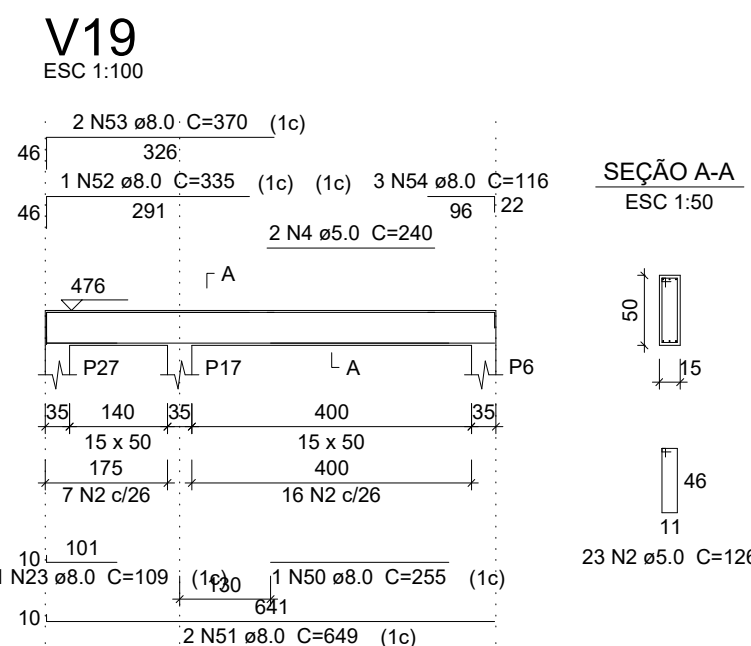 V19
ESC 1:100
2 N53 ø8.0 C=370 (1c)
46
326
1 N52 ø8.0 C=335 (1c) (1c) 3 N54 ø8.0 C=116
46
291
96
22
2 N4 ø5.0 C=240
SEÇÃO A-A
ESC 1:50
A
476
50
15
P27
P17
A
P6
35 140 35 400 35
15 x 50 15 x 50
175 400
7 N2 c/26 16 N2 c/26
46
11
23 N2 ø5.0 C=126
10
101
1 N23 ø8.0 C=109 (1c) 1 N50 ø8.0 C=255 (1c)
130
641
10
2 N51 ø8.0 C=649 (1c)